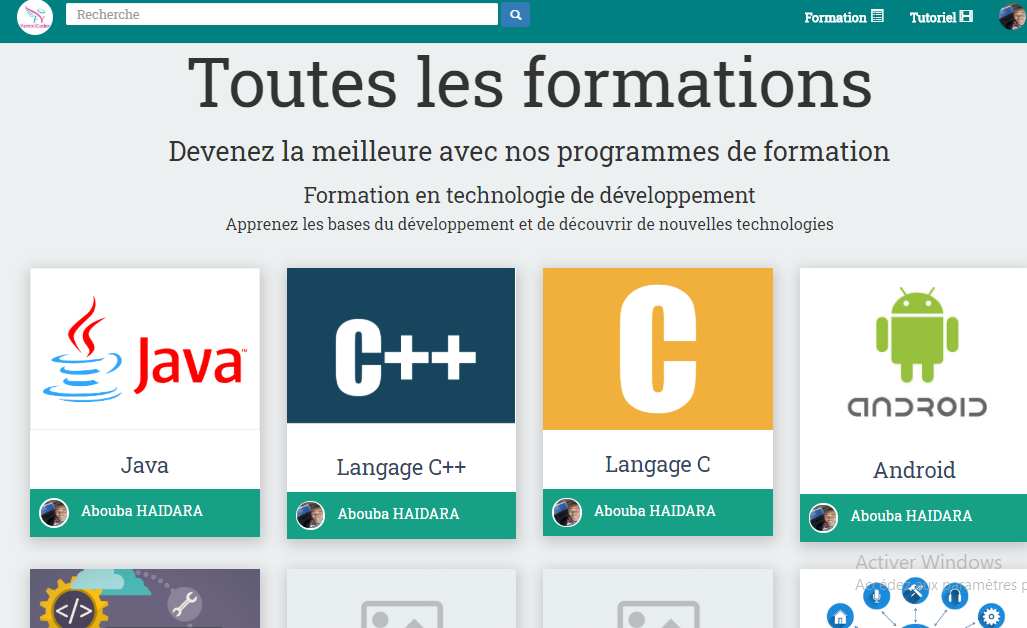 Recherche
Formation
Tutoriel
Toutes les formations
Devenez la meilleure avec nos programmes de formation
Formation en technologie de développement
Apprenez les bases du développement et de découvrir de nouvelles technologies
Java™
C++
C
ANDROID
Java
Langage C++
Langage C
Android
Abouba HAIDARA
Abouba HAIDARA
Abouba HAIDARA
Abouba HAIDARA
Activer Windows
Accédez aux paramètres p
</>